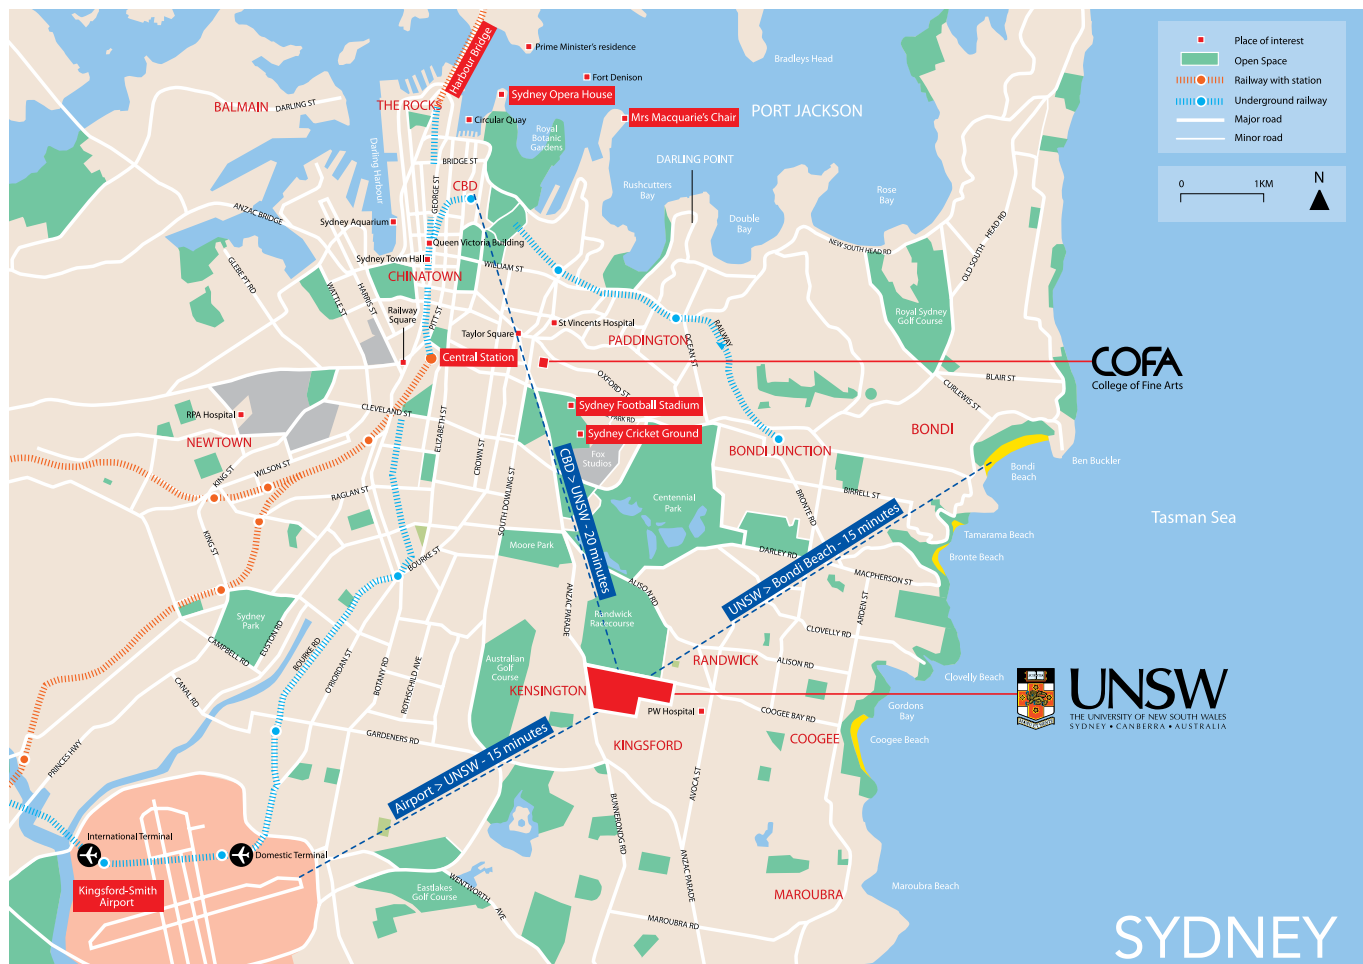 Harbour Bridge
Prime Minister's residence
Bradleys Head
Place of interest
Open Space
Railway with station
Underground railway
Major road
Minor road
0
1KM
N
Fort Denison
Sydney Opera House
BALMAIN
DARLING ST
THE ROCKS
Circular Quay
Mrs Macquarie's Chair
PORT JACKSON
Royal
Botanic
Gardens
Darling Harbour
BRIDGE ST
DARLING POINT
CBD
GEORGE ST
Rushcutters
Bay
Rose
Bay
ANZAC BRIDGE
Sydney Aquarium
Double
Bay
OLD SOUTH HEAD RD
NEW SOUTH HEAD RD
Queen Victoria Building
Sydney Town Hall
GLEBE PT RD
WILLIAM ST
CHINATOWN
WATTLE ST
HARRIS ST
Railway
Square
PITT ST
Royal Sydney
Golf Course
St Vincents Hospital
Taylor Square
RAILWAY
PADDINGTON
OCEAN ST
Central Station
COFA
College of Fine Arts
BLAIR ST
OXFORD ST
CURLEWIS ST
CLEVELAND ST
RPA Hospital
Sydney Football Stadium
PARK RD
ELIZABETH ST
NEWTOWN
Sydney Cricket Ground
BONDI
BONDI JUNCTION
Fox
Studios
CROWN ST
Ben Buckler
Bondi
Beach
WILSON ST
KING ST
RAGLAN ST
SOUTH DOWLING ST
CBD > UNSW - 20 minutes
Centennial
Park
BIRRELL ST
BRONTE RD
Tasman Sea
UNSW > Bondi Beach - 15 minutes
Tamarama Beach
KING ST
BOURKE ST
Moore Park
DARLEY RD
Bronte Beach
MACPHERSON ST
ALISON RD
ANZAC PARADE
ARDEN ST
Randwick
Racecourse
Sydney
Park
CAMPBELL RD
EUSTON RD
BOURKE RD
CLOVELLY RD
O'RIORDAN ST
BOTANY RD
ROTHSCHILD AVE
Australian
Golf
Course
RANDWICK
ALISON RD
Clovelly Beach
CANAL RD
KENSINGTON
UNSW
THE UNIVERSITY OF NEW SOUTH WALES
SYDNEY • CANBERRA • AUSTRALIA
PW Hospital
COOGEE BAY RD
Gordons
Bay
GARDENERS RD
KINGSFORD
COOGEE
Coogee Beach
PRINCES HWY
Airport > UNSW - 15 minutes
AVOCA ST
BUNNERONDG RD
International Terminal
Domestic Terminal
ANZAC PARADE
Kingsford-Smith
Airport
Eastlakes
Golf Course
WENTWORTH AVE
MAROUBRA
Maroubra Beach
MAROUBRA RD
SYDNEY